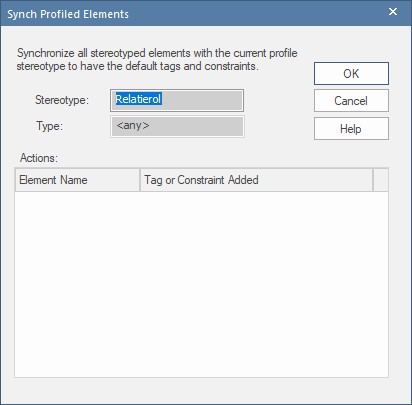 Synch Profiled Elements
Synchronize all stereotyped elements with the current profile
stereotype to have the default tags and constraints.
OK
Stereotype: Relatierol
Cancel
Type: <any>
Help
Actions:
Element Name Tag or Constraint Added